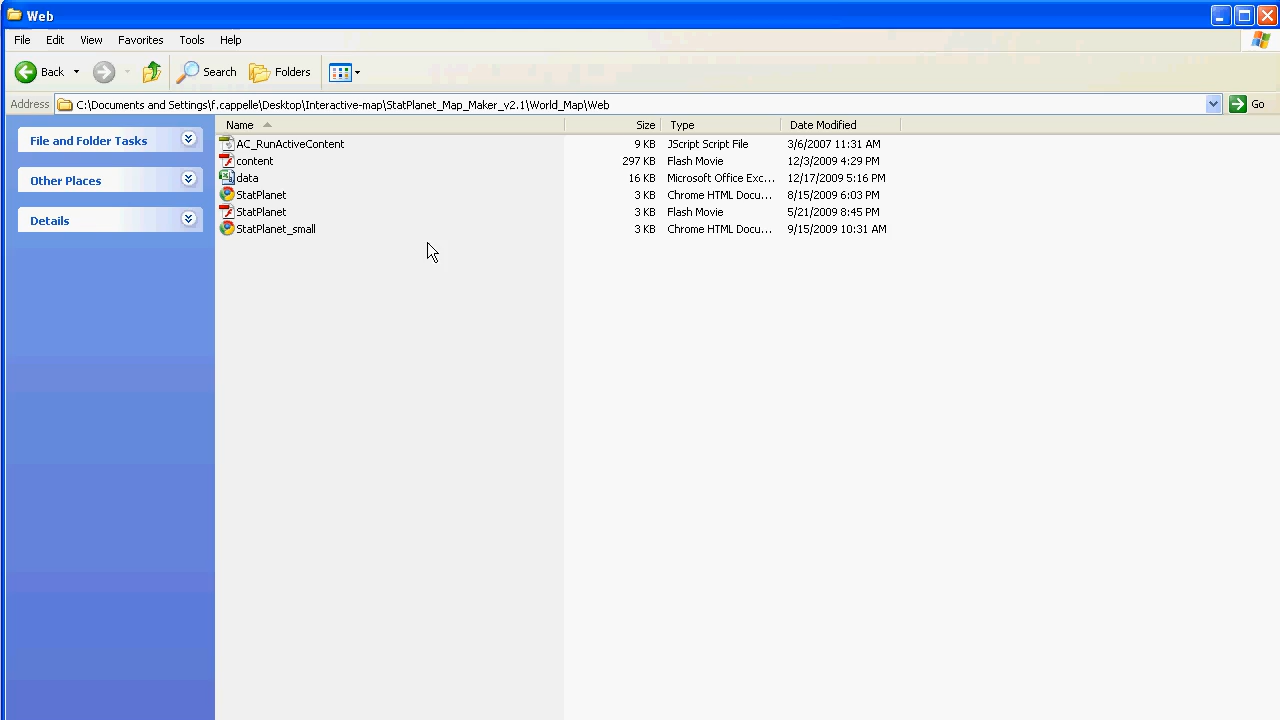 Web
File Edit View Favorites Tools Help
Back Search Folders
Address C:\Documents and Settings\f.cappelle\Desktop\Interactive-map\StatPlanet_Map_Maker_v2.1\World_Map\Web Go
Name Size Type Date Modified
File and Folder Tasks
Other Places
Details
AC_RunActiveContent 9 KB JScript Script File 3/6/2007 11:31 AM
content 297 KB Flash Movie 12/3/2009 4:29 PM
data 16 KB Microsoft Office Exc... 12/17/2009 5:16 PM
StatPlanet 3 KB Chrome HTML Docu... 8/15/2009 6:03 PM
StatPlanet 3 KB Flash Movie 5/21/2009 8:45 PM
StatPlanet_small 3 KB Chrome HTML Docu... 9/15/2009 10:31 AM